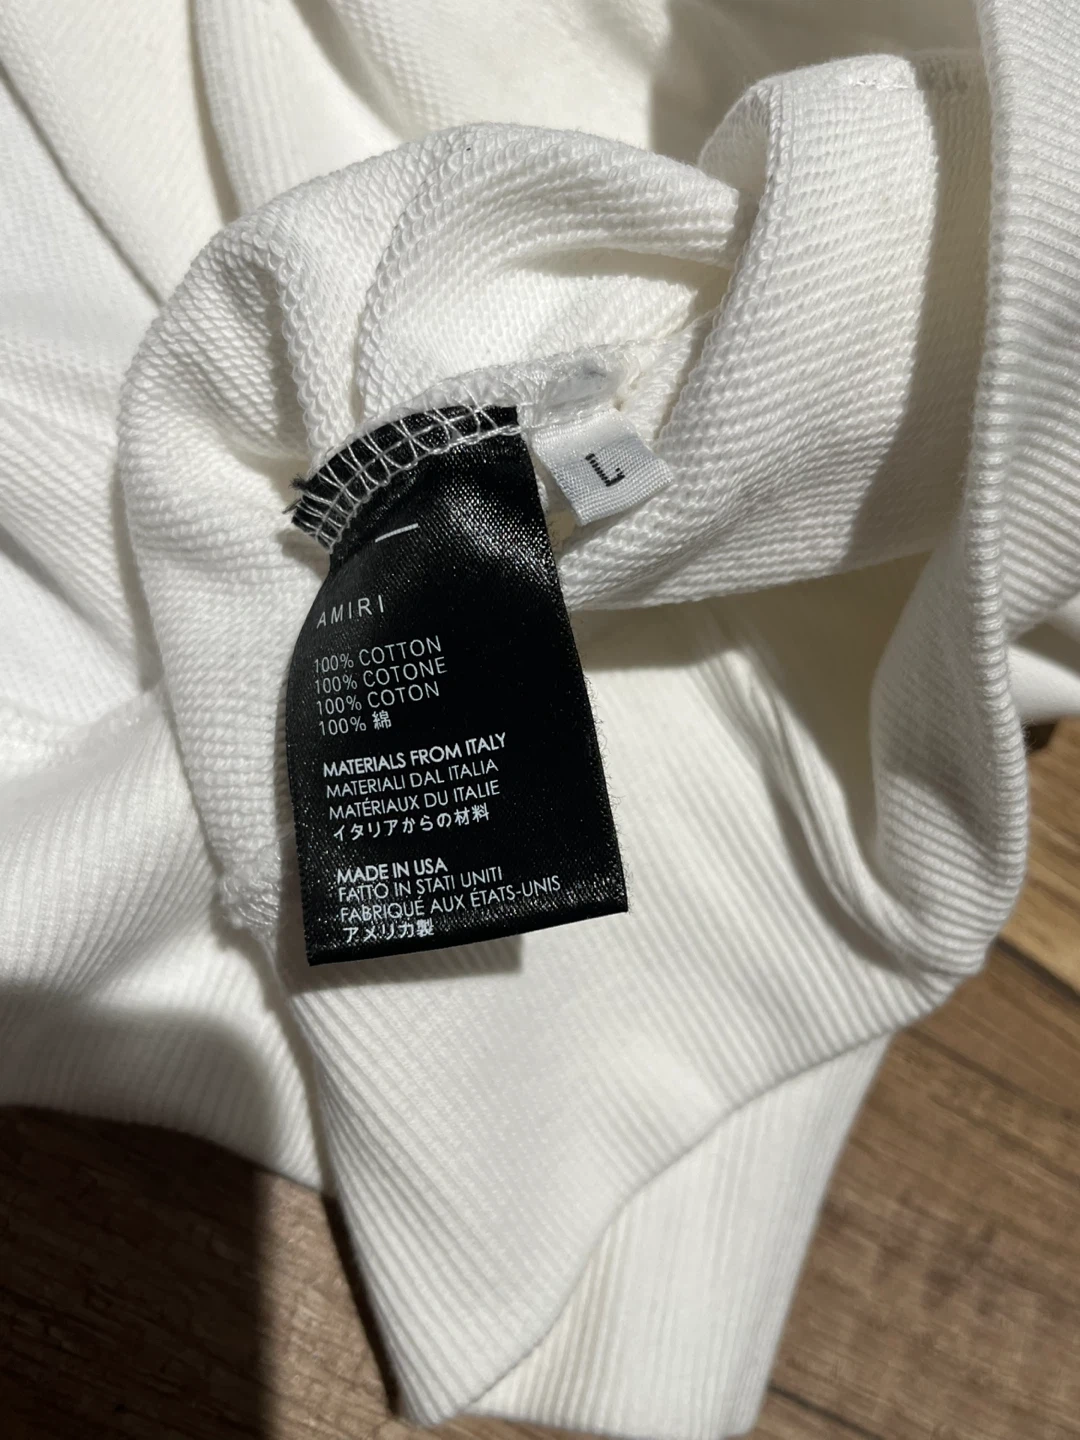 L
AMIRI
100% COTTON
100% COTONE
100% COTON
100% 綿
MATERIALS FROM ITALY
MATERIALI DAL ITALIA
MATÉRIAUX DU ITALIE
イタリアからの材料
MADE IN USA
FATTO IN STATI UNITI
FABRIQUÉ AUX ÉTATS-UNIS
アメリカ製